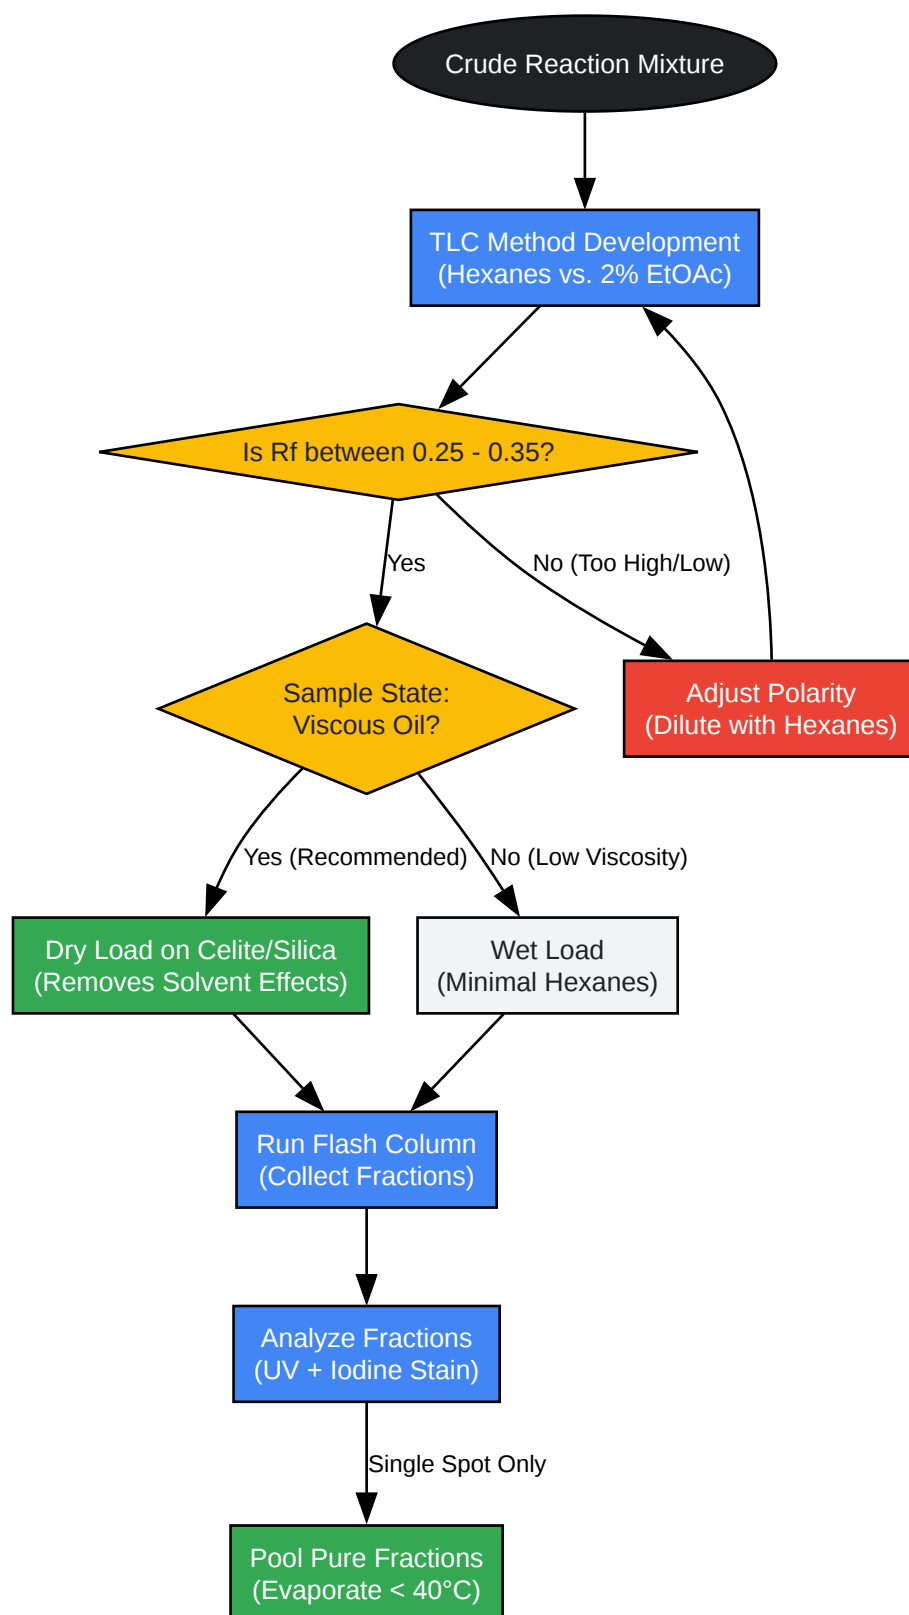 Crude Reaction Mixture
TLC Method Development
(Hexanes vs. 2% EtOAc)
Is Rf between 0.25 - 0.35?
Yes
No (Too High/Low)
Sample State:
Viscous Oil?
Adjust Polarity
(Dilute with Hexanes)
Yes (Recommended)
No (Low Viscosity)
Dry Load on Celite/Silica
(Removes Solvent Effects)
Wet Load
(Minimal Hexanes)
Run Flash Column
(Collect Fractions)
Analyze Fractions
(UV + Iodine Stain)
Single Spot Only
Pool Pure Fractions
(Evaporate < 40°C)